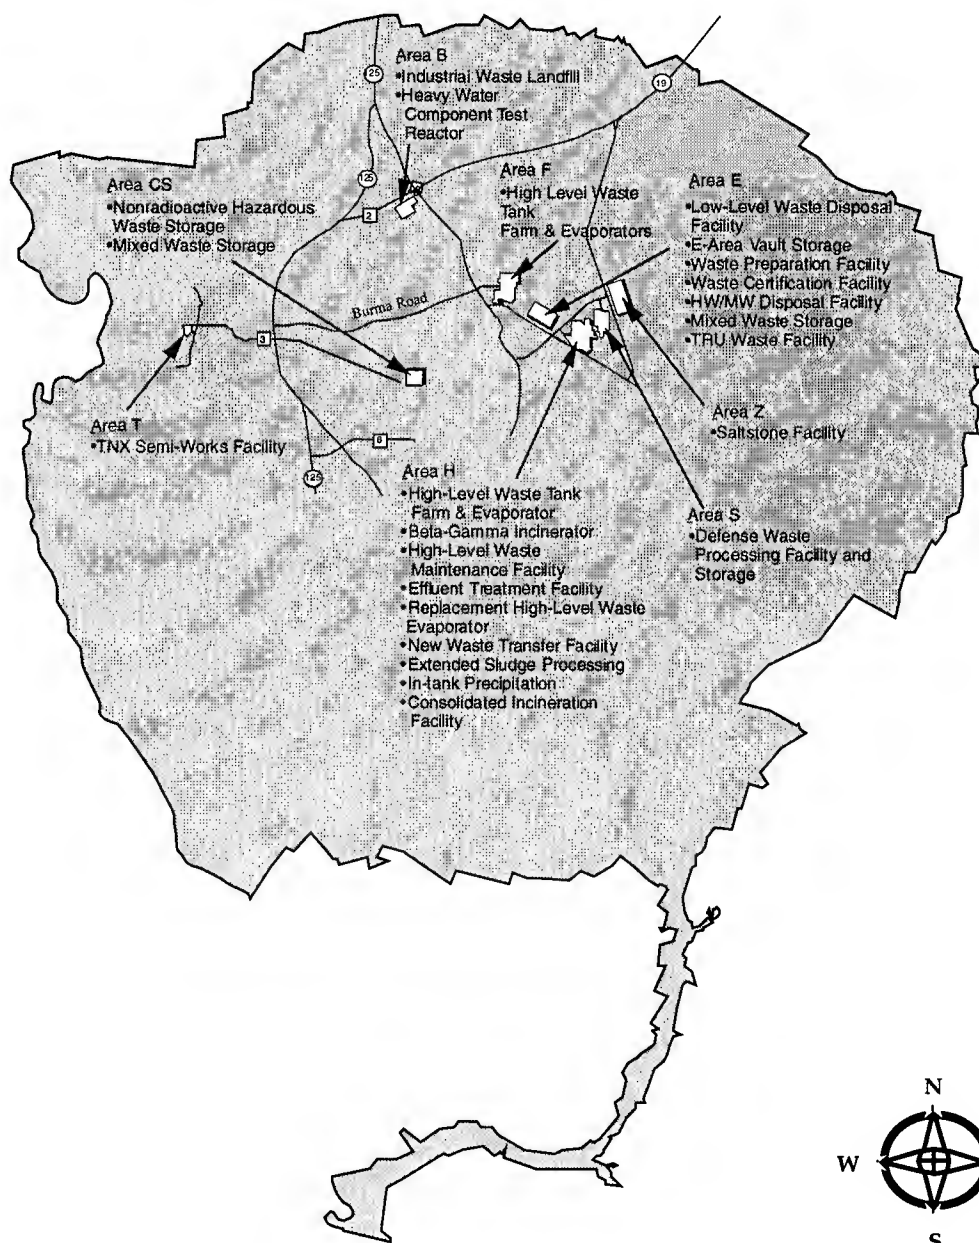 19
25
Area B
•Industrial Waste Landfill
•Heavy Water
Component Test
Reactor
Area F
•High Level Waste
Tank
Farm & Evaporators
Area E
•Low-Level Waste Disposal
Facility
•E-Area Vault Storage
•Waste Preparation Facility
•Waste Certification Facility
•HW/MW Disposal Facility
•Mixed Waste Storage
•TRU Waste Facility
125
2
Area CS
•Nonradioactive Hazardous
Waste Storage
•Mixed Waste Storage
Burma Road
3
Area T
•TNX Semi-Works Facility
6
125
Area Z
•Saltstone Facility
Area H
•High-Level Waste Tank
Farm & Evaporator
•Beta-Gamma Incinerator
•High-Level Waste
Maintenance Facility
•Effluent Treatment Facility
•Replacement High-Level Waste
Evaporator
•New Waste Transfer Facility
•Extended Sludge Processing
•In-tank Precipitation
•Consolidated Incineration
Facility
Area S
•Defense Waste
Processing Facility and
Storage
N
W
S